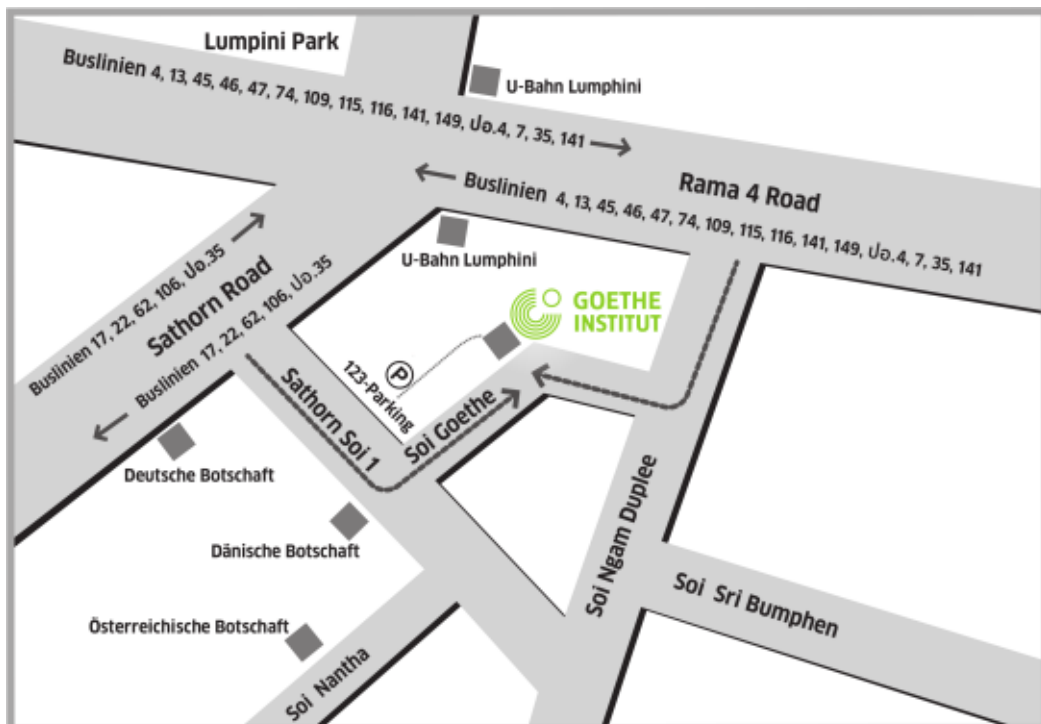 Lumpini Park
Buslinien 4, 13, 45, 46, 47, 74, 109, 115, 116, 141, 149, ปอ.4, 7, 35, 141
U-Bahn Lumphini
Rama 4 Road
Buslinien 4, 13, 45, 46, 47, 74, 109, 115, 116, 141, 149, ปอ.4, 7, 35, 141
U-Bahn Lumphini
Buslinien 17, 22, 62, 106, ปอ.35
Sathorn Road
Buslinien 17, 22, 62, 106, ปอ.35
GOETHE
INSTITUT
P
123-Parking
Sathorn Soi 1
Soi Goethe
Deutsche Botschaft
Dänische Botschaft
Österreichische Botschaft
Soi Nantha
Soi Ngam Duplee
Soi Sri Bumphen